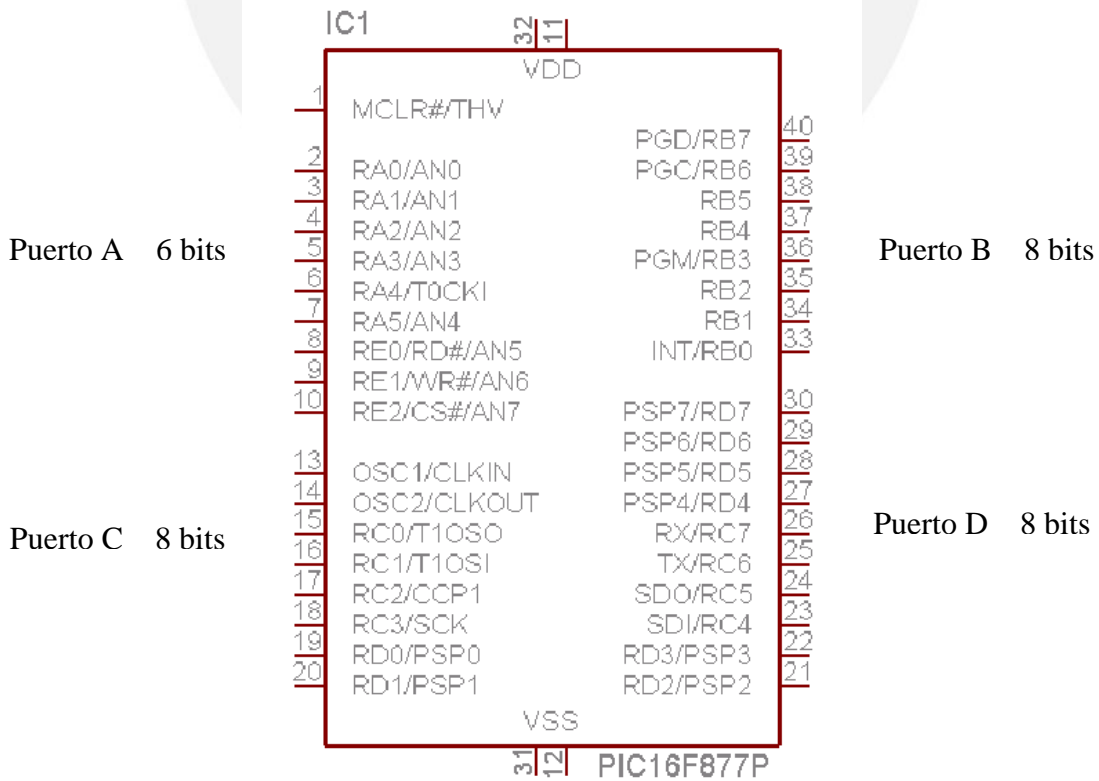 IC1
32 11
VDD
1 MCLR#/THV
PGD/RB7 40
2 RA0/AN0
PGC/RB6 39
3 RA1/AN1
RB5 38
4 RA2/AN2
RB4 37
Puerto A 6 bits
5 RA3/AN3
PGM/RB3 36
Puerto B 8 bits
6 RA4/T0CKI
RB2 35
7 RA5/AN4
RB1 34
8 RE0/RD#/AN5
INT/RB0 33
9 RE1/WR#/AN6
10 RE2/CS#/AN7
PSP7/RD7 30
PSP6/RD6 29
13 OSC1/CLKIN
PSP5/RD5 28
14 OSC2/CLKOUT
PSP4/RD4 27
Puerto C 8 bits
15 RC0/T1OSO
RX/RC7 26
Puerto D 8 bits
16 RC1/T1OSI
TX/RC6 25
17 RC2/CCP1
SDO/RC5 24
18 RC3/SCK
SDI/RC4 23
19 RD0/PSP0
RD3/PSP3 22
20 RD1/PSP1
RD2/PSP2 21
VSS
31 12
PIC16F877P